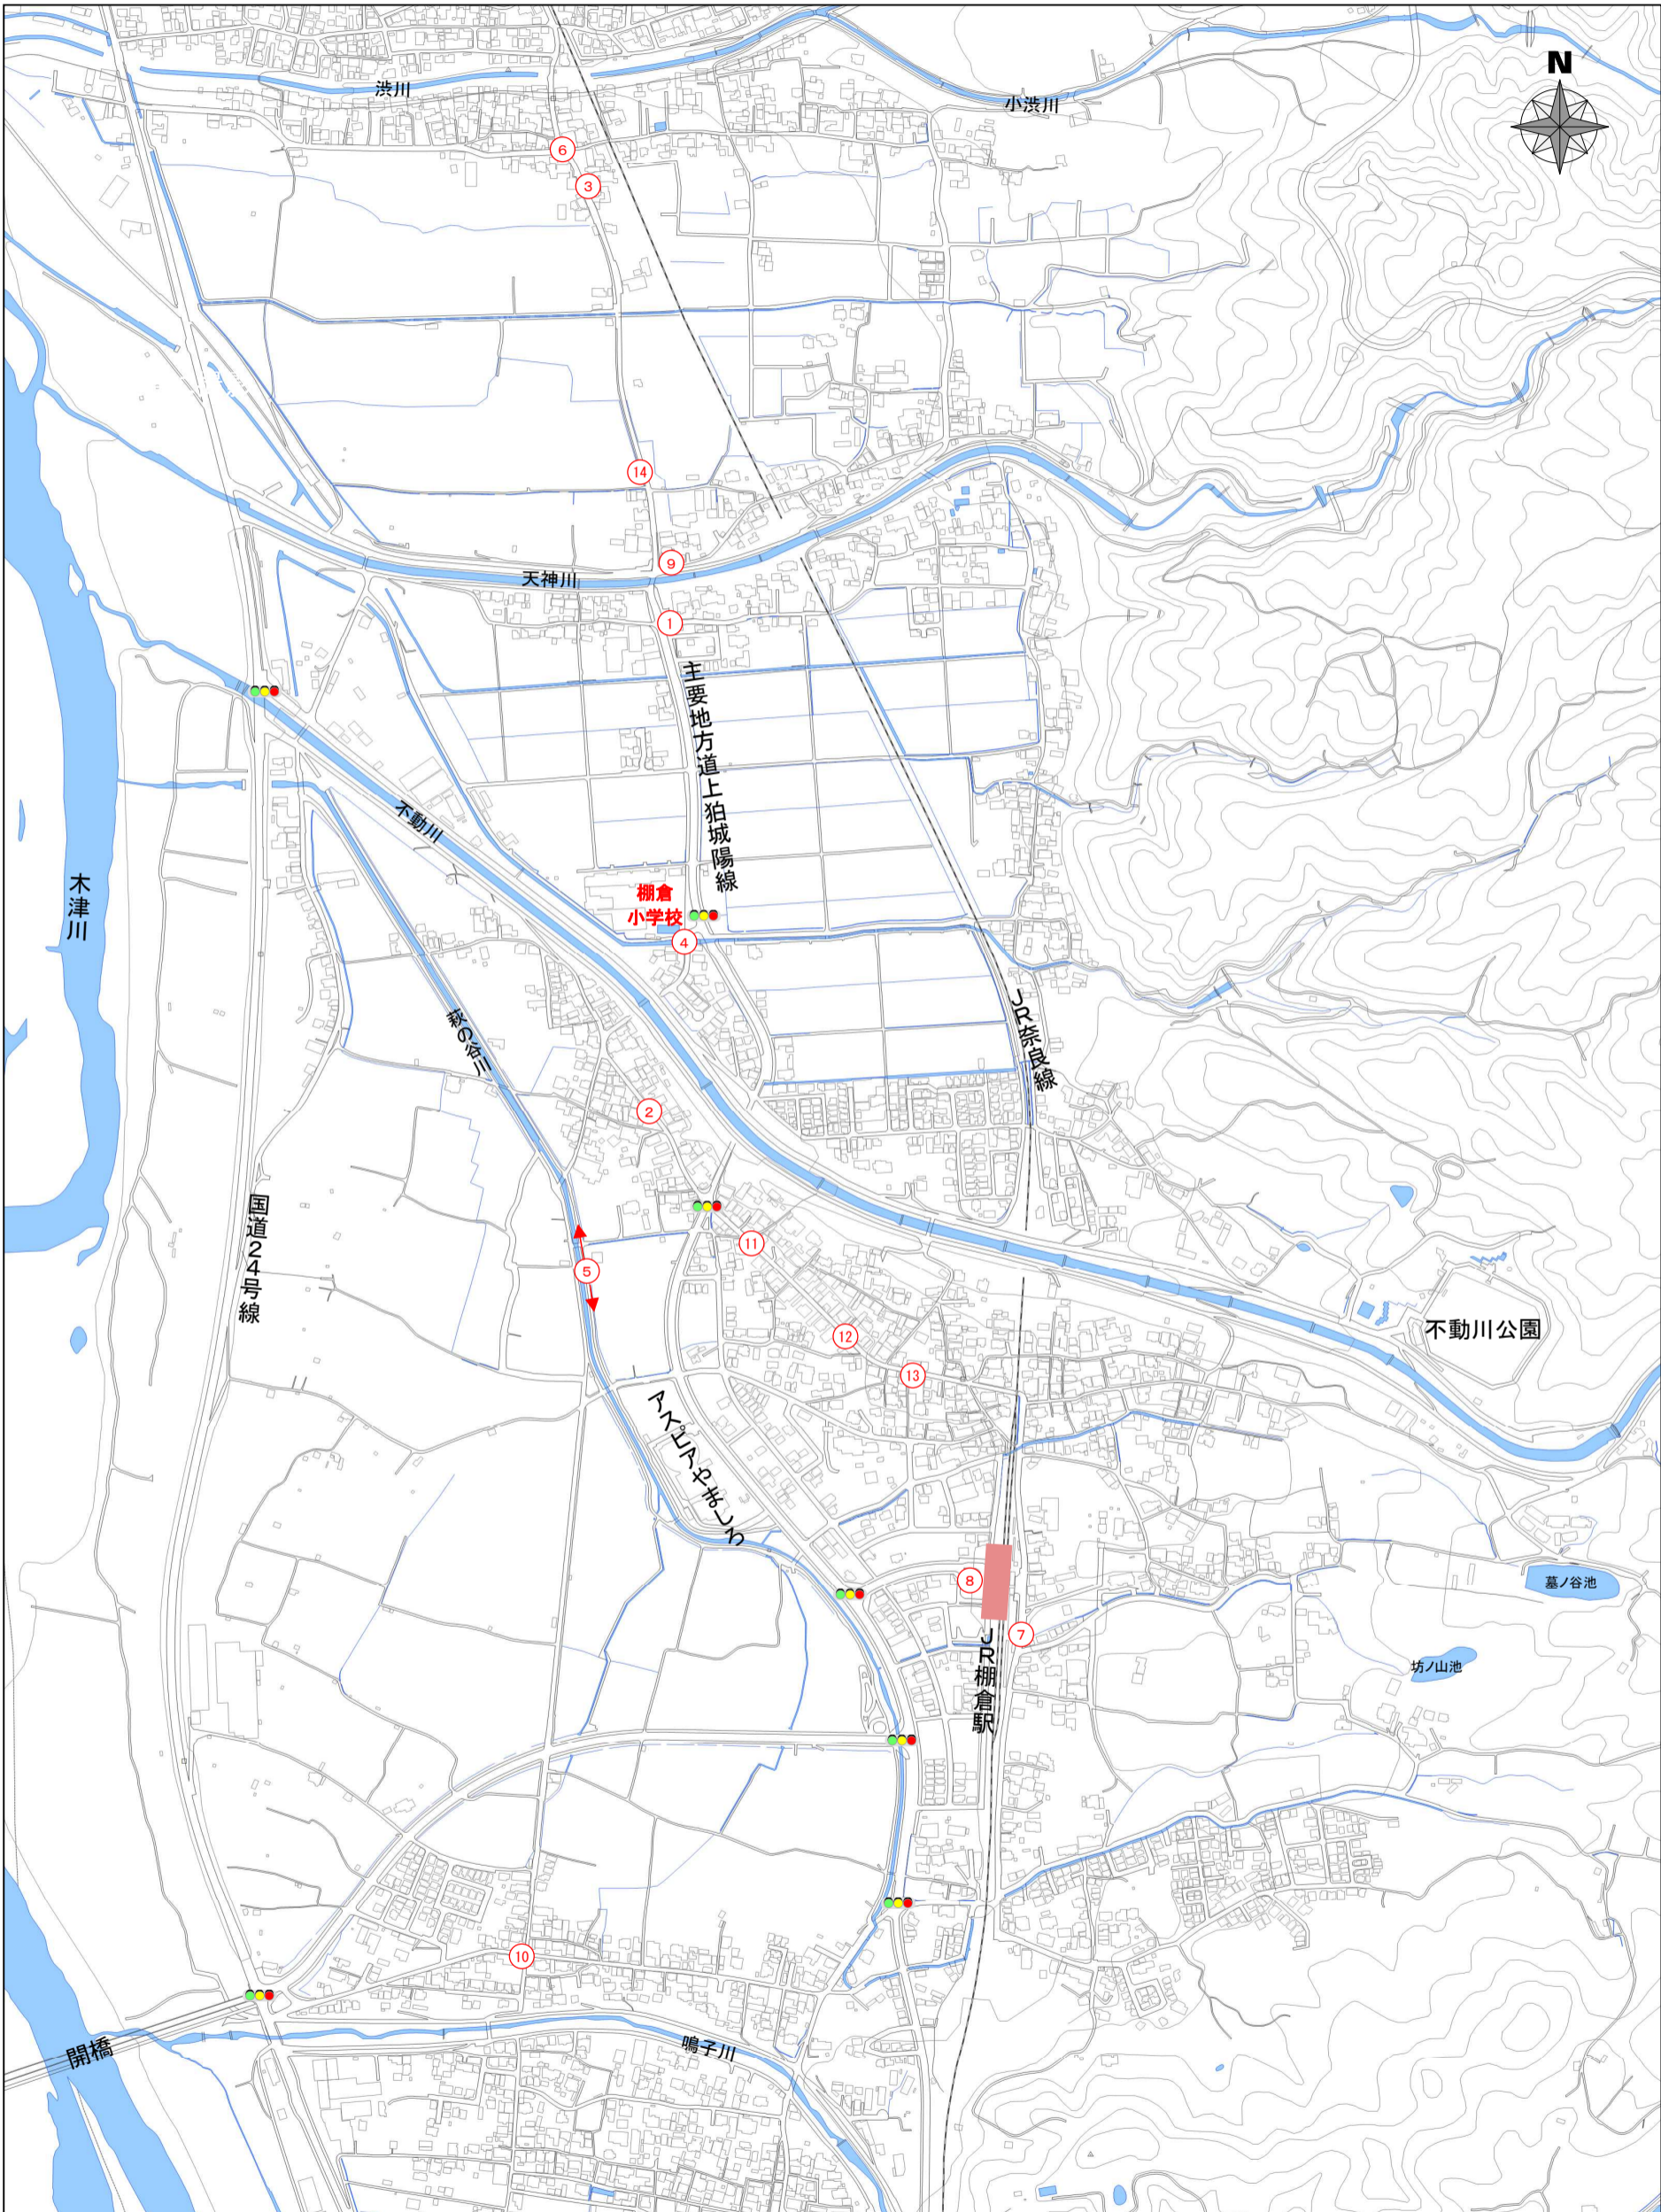 N
渋川
小渋川
6
3
14
9
天神川
1
主要地方道上狛城陽線
不動川
木津川
棚倉
小学校
4
JR奈良線
萩の谷川
2
国道24号線
11
5
不動川公園
12
13
アスピアやましろ
8
墓ノ谷池
7
JR棚倉駅
坊ノ山池
10
開橋
鳴子川